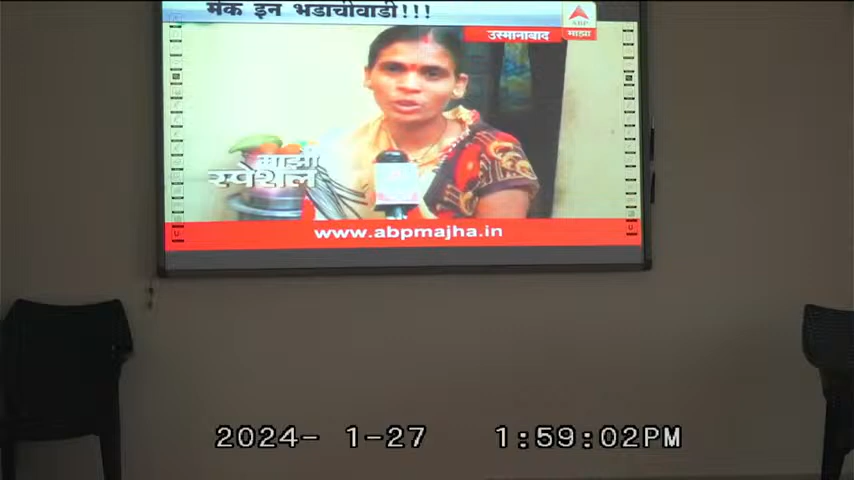 मेक इन भडाचीवाडी!!!
उस्मानाबाद
ABP
माझा
माझी
स्पेशल
www.abpmajha.in
2024- 1-27 1:59:02PM